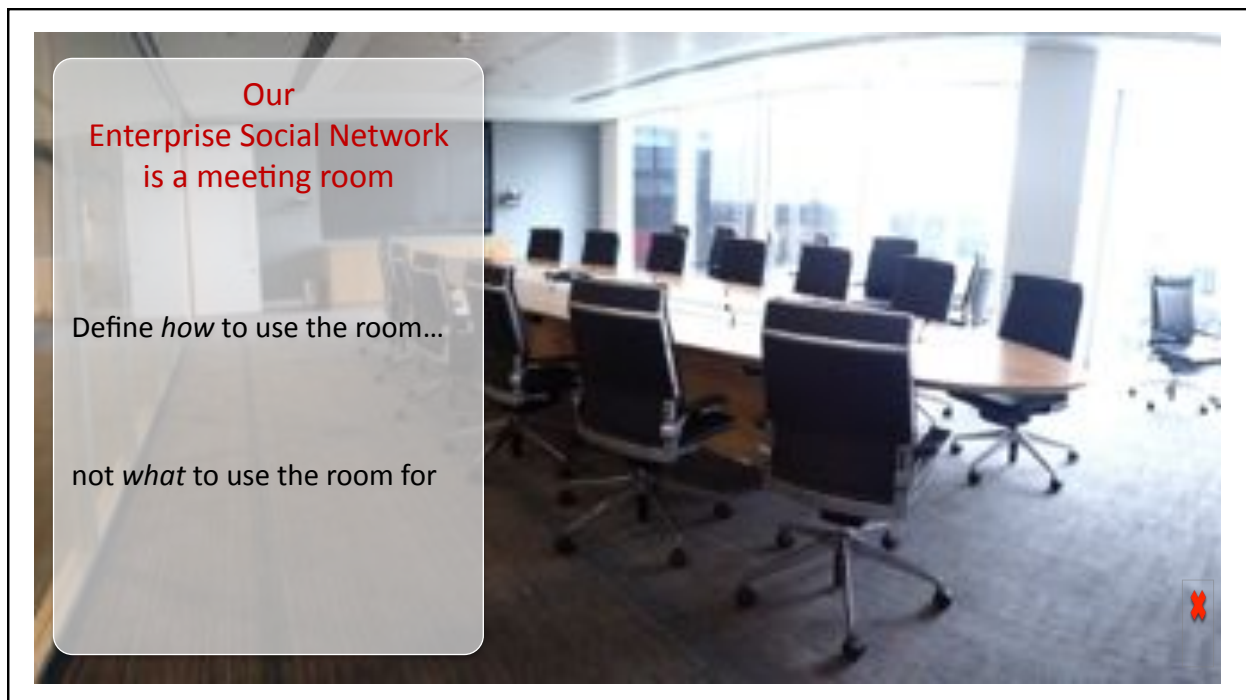 Our
Enterprise Social Network
is a meeting room
Define how to use the room…
not what to use the room for